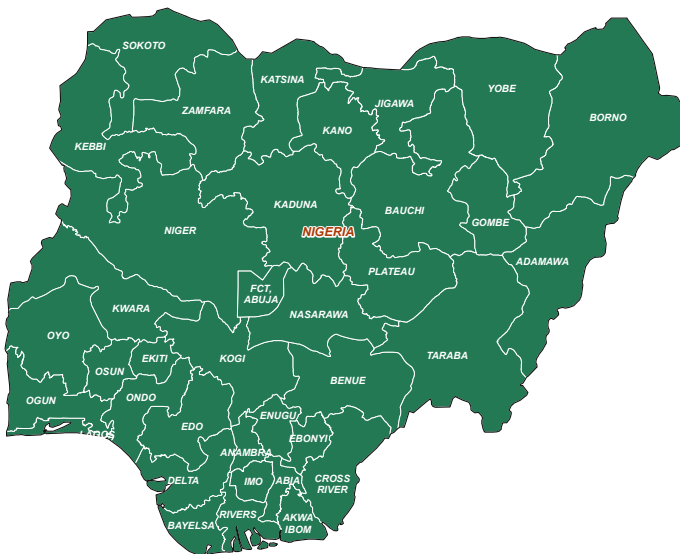 SOKOTO
KATSINA
YOBE
ZAMFARA
JIGAWA
BORNO
KANO
KEBBI
KADUNA
BAUCHI
GOMBE
NIGER
NIGERIA
ADAMAWA
PLATEAU
FCT,
ABUJA
KWARA
NASARAWA
OYO
TARABA
KOGI
EKITI
OSUN
BENUE
OGUN
ONDO
ENUGU
EDO
LAGOS
EBONYI
ANAMBRA
DELTA
IMO
ABIA
CROSS
RIVER
RIVERS
BAYELSA
AKWA
IBOM